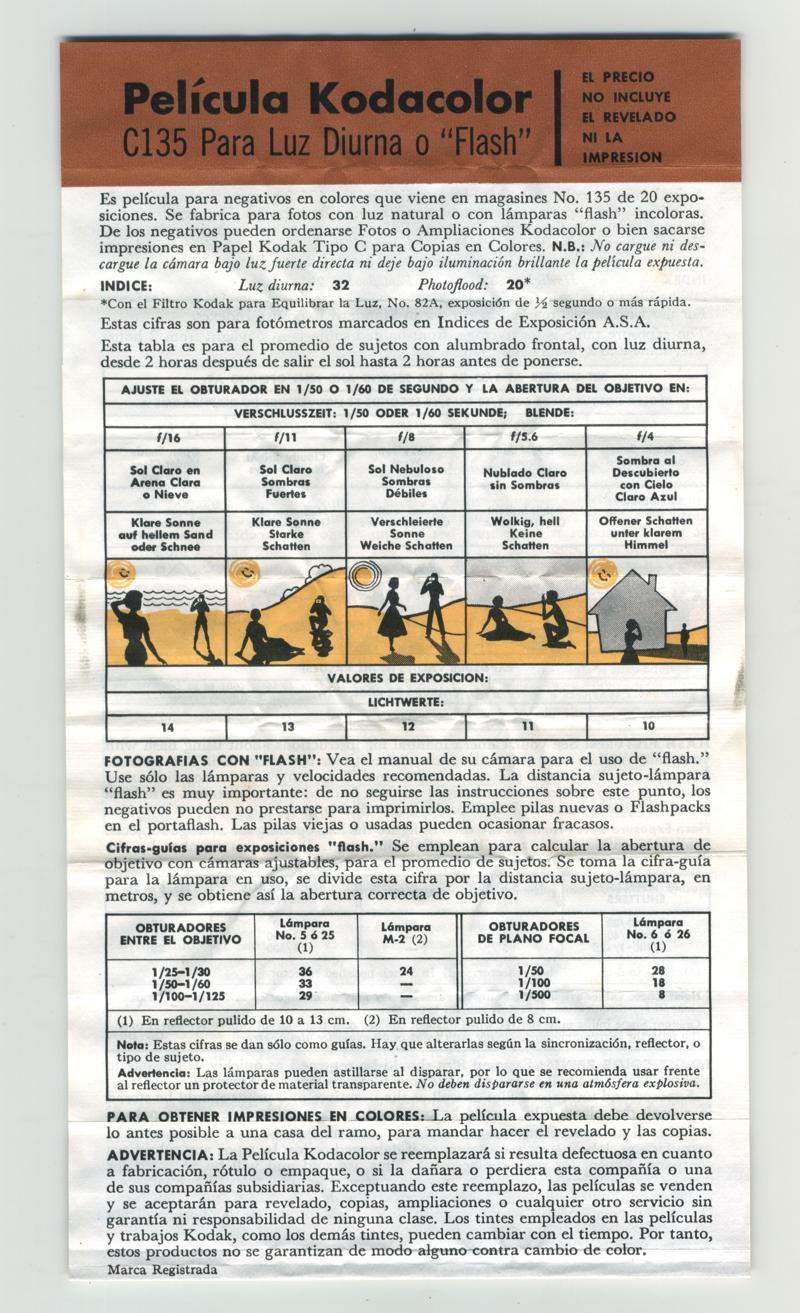 Película Kodacolor
C135 Para Luz Diurna o “Flash”
EL PRECIO
NO INCLUYE
EL REVELADO
NI LA
IMPRESION
Es película para negativos en colores que viene en magasines No. 135 de 20 expo-
siciones. Se fabrica para fotos con luz natural o con lámparas “flash” incoloras.
De los negativos pueden ordenarse Fotos o Ampliaciones Kodacolor o bien sacarse
impresiones en Papel Kodak Tipo C para Copias en Colores. N.B.: No cargue ni des-
cargue la cámara bajo luz fuerte directa ni deje bajo iluminación brillante la película expuesta.
INDICE: Luz diurna: 32 Photoflood: 20*
*Con el Filtro Kodak para Equilibrar la Luz, No. 82A, exposición de ½ segundo o más rápida.
Estas cifras son para fotómetros marcados en Indices de Exposición A.S.A.
Esta tabla es para el promedio de sujetos con alumbrado frontal, con luz diurna,
desde 2 horas después de salir el sol hasta 2 horas antes de ponerse.
AJUSTE EL OBTURADOR EN 1/50 O 1/60 DE SEGUNDO Y LA ABERTURA DEL OBJETIVO EN:
VERSCHLUSSZEIT: 1/50 ODER 1/60 SEKUNDE; BLENDE:
f/16 f/11 f/8 f/5.6 f/4
Sol Claro en
Arena Clara
o Nieve
Sol Claro
Sombras
Fuertes
Sol Nebuloso
Sombras
Débiles
Nublado Claro
sin Sombras
Sombra al
Descubierto
con Cielo
Claro Azul
Klare Sonne
auf hellem Sand
oder Schnee
Klare Sonne
Starke
Schatten
Verschleierte
Sonne
Weiche Schatten
Wolkig, hell
Keine
Schatten
Offener Schatten
unter klarem
Himmel
VALORES DE EXPOSICION:
LICHTWERTE:
14 13 12 11 10
FOTOGRAFIAS CON "FLASH": Vea el manual de su cámara para el uso de “flash.”
Use sólo las lámparas y velocidades recomendadas. La distancia sujeto-lámpara
“flash” es muy importante: de no seguirse las instrucciones sobre este punto, los
negativos pueden no prestarse para imprimirlos. Emplee pilas nuevas o Flashpacks
en el portaflash. Las pilas viejas o usadas pueden ocasionar fracasos.
Cifras-guías para exposiciones "flash." Se emplean para calcular la abertura de
objetivo con cámaras ajustables, para el promedio de sujetos. Se toma la cifra-guía
para la lámpara en uso, se divide esta cifra por la distancia sujeto-lámpara, en
metros, y se obtiene así la abertura correcta de objetivo.
OBTURADORES
ENTRE EL OBJETIVO
Lámpara
No. 5 ó 25
(1)
Lámpara
M-2 (2)
OBTURADORES
DE PLANO FOCAL
Lámpara
No. 6 ó 26
(1)
1/25–1/30 36 24 1/50 28
1/50–1/60 33 — 1/100 18
1/100–1/125 29 — 1/500 8
(1) En reflector pulido de 10 a 13 cm. (2) En reflector pulido de 8 cm.
Nota: Estas cifras se dan sólo como guías. Hay que alterarlas según la sincronización, reflector, o
tipo de sujeto.
Advertencia: Las lámparas pueden astillarse al disparar, por lo que se recomienda usar frente
al reflector un protector de material transparente. No deben dispararse en una atmósfera explosiva.
PARA OBTENER IMPRESIONES EN COLORES: La película expuesta debe devolverse
lo antes posible a una casa del ramo, para mandar hacer el revelado y las copias.
ADVERTENCIA: La Película Kodacolor se reemplazará si resulta defectuosa en cuanto
a fabricación, rótulo o empaque, o si la dañara o perdiera esta compañía o una
de sus compañías subsidiarias. Exceptuando este reemplazo, las películas se venden
y se aceptarán para revelado, copias, ampliaciones o cualquier otro servicio sin
garantía ni responsabilidad de ninguna clase. Los tintes empleados en las películas
y trabajos Kodak, como los demás tintes, pueden cambiar con el tiempo. Por tanto,
estos productos no se garantizan de modo alguno contra cambio de color.
Marca Registrada